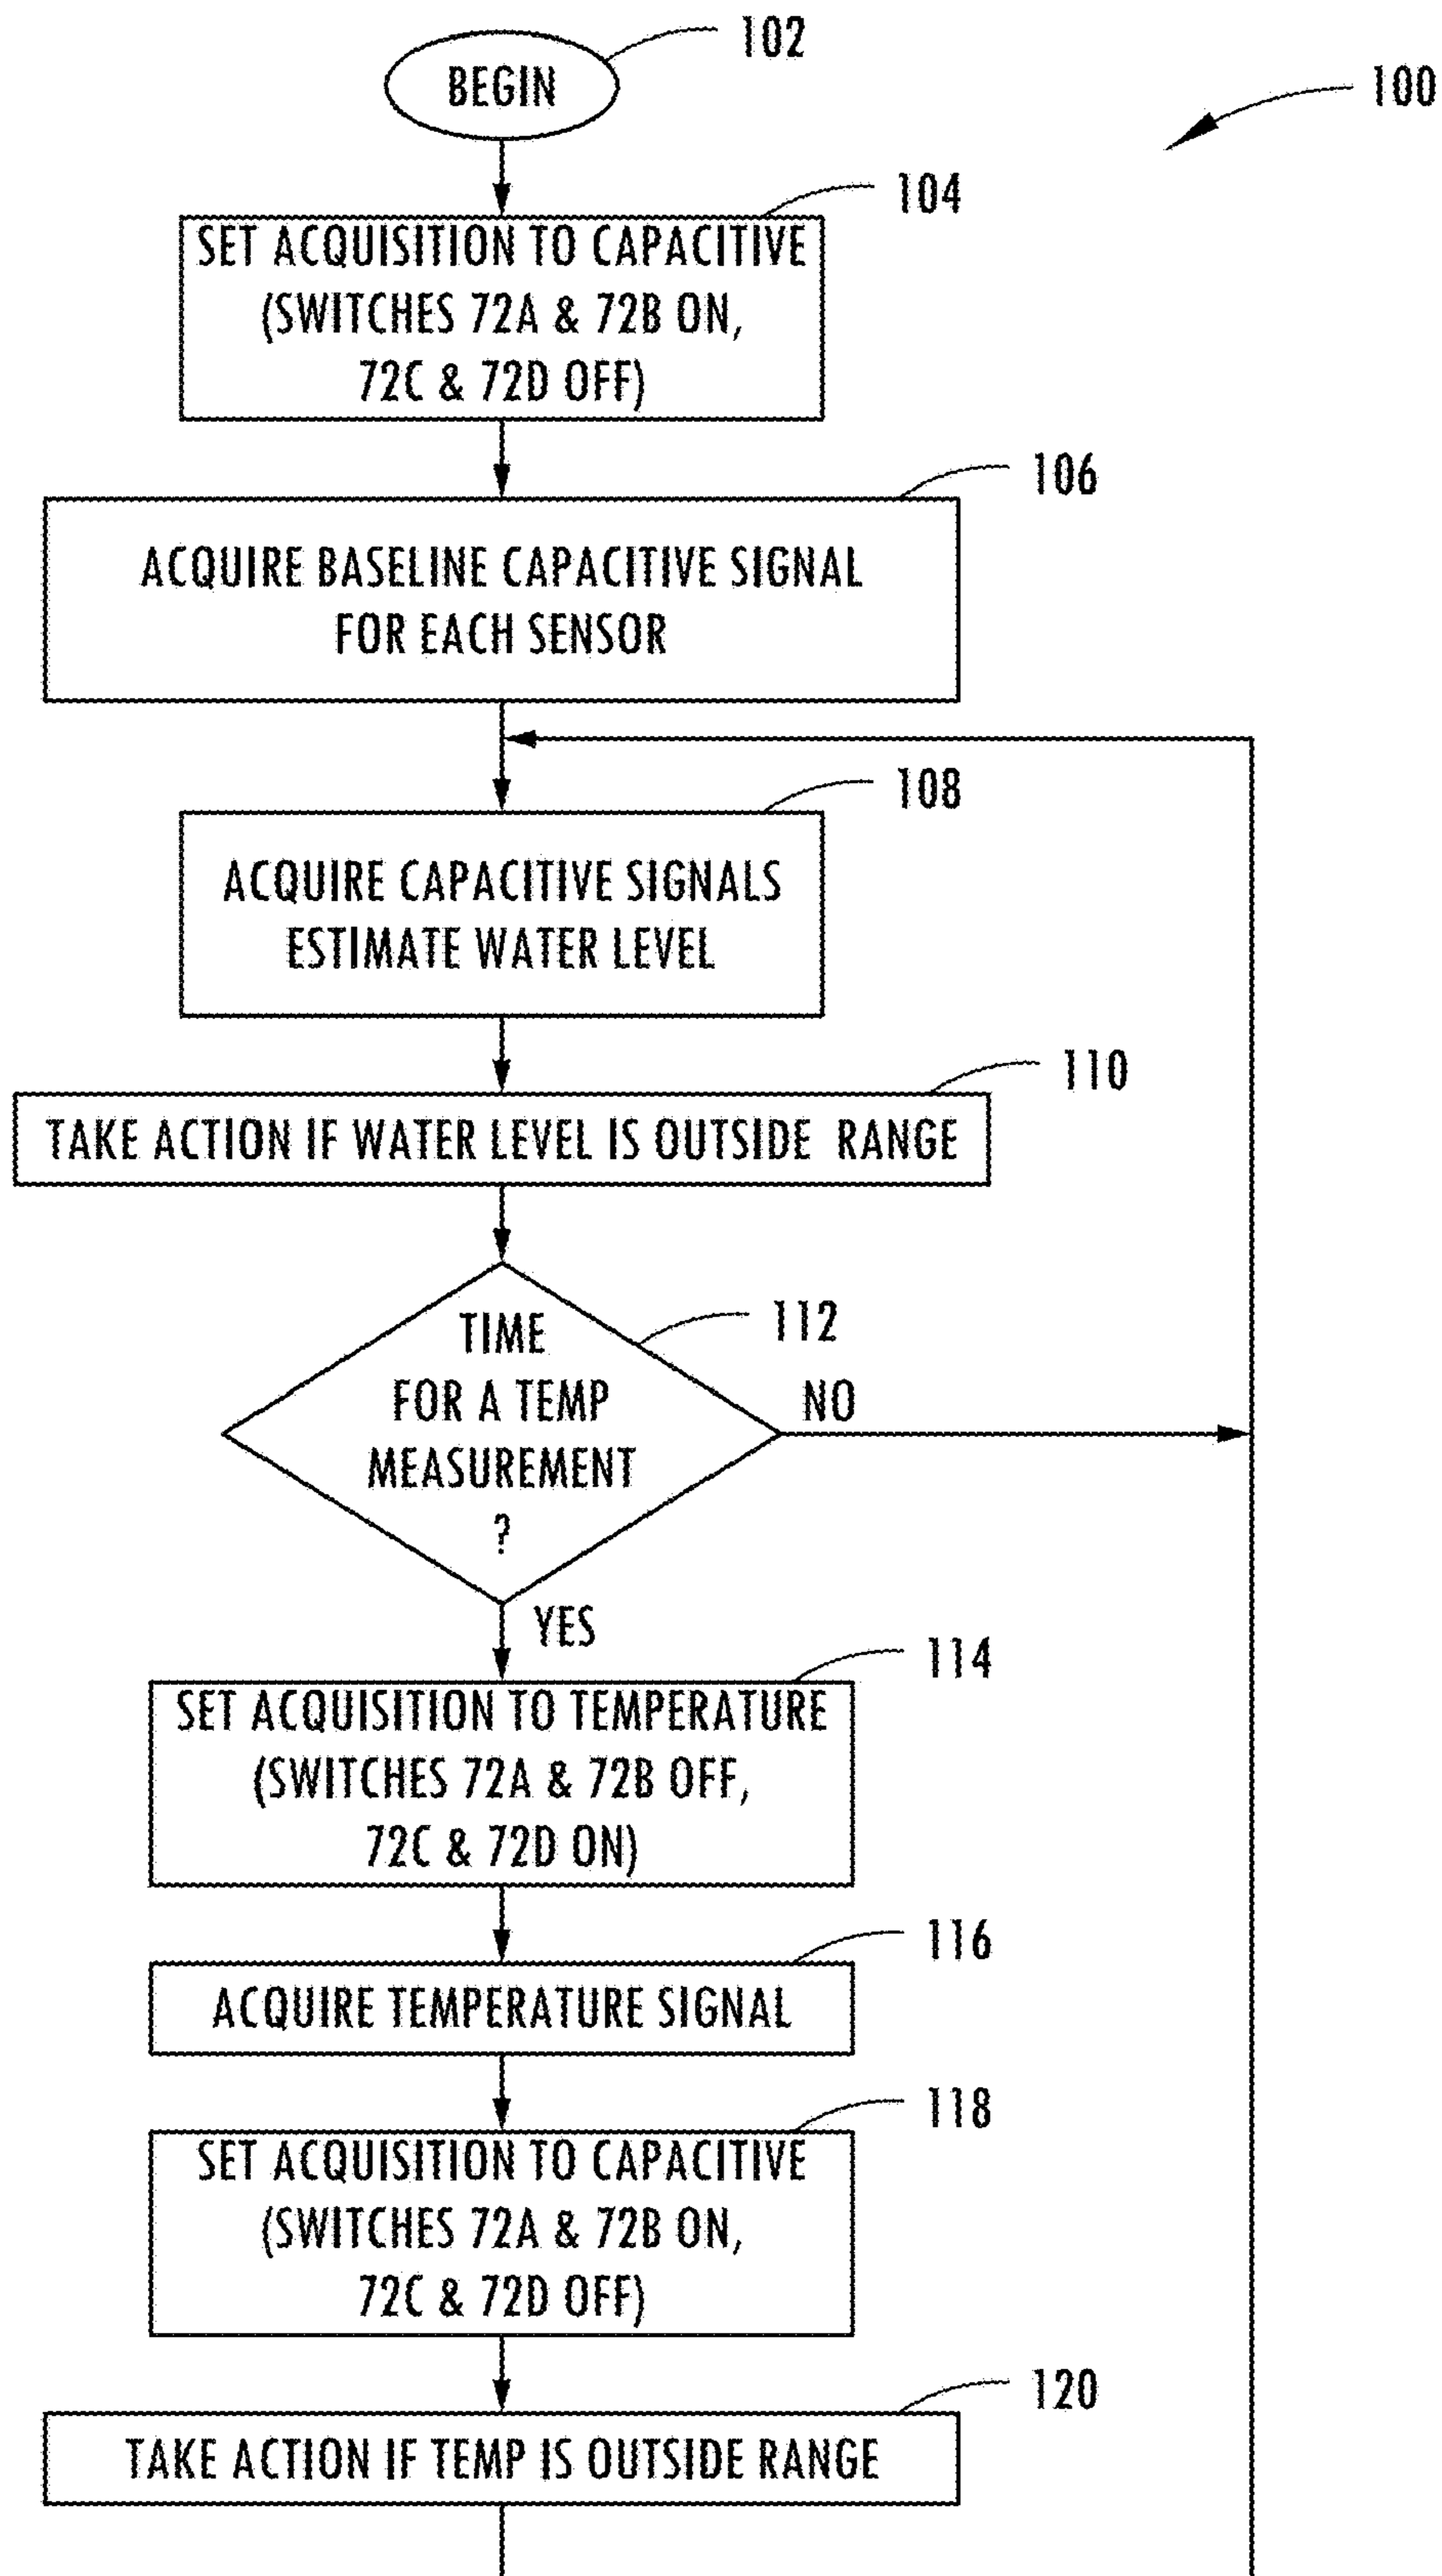 102
BEGIN
100
104
SET ACQUISITION TO CAPACITIVE
(SWITCHES 72A & 72B ON,
72C & 72D OFF)
106
ACQUIRE BASELINE CAPACITIVE SIGNAL
FOR EACH SENSOR
108
ACQUIRE CAPACITIVE SIGNALS
ESTIMATE WATER LEVEL
110
TAKE ACTION IF WATER LEVEL IS OUTSIDE RANGE
112
TIME
FOR A TEMP
MEASUREMENT
?
NO
YES
114
SET ACQUISITION TO TEMPERATURE
(SWITCHES 72A & 72B OFF,
72C & 72D ON)
116
ACQUIRE TEMPERATURE SIGNAL
118
SET ACQUISITION TO CAPACITIVE
(SWITCHES 72A & 72B ON,
72C & 72D OFF)
120
TAKE ACTION IF TEMP IS OUTSIDE RANGE